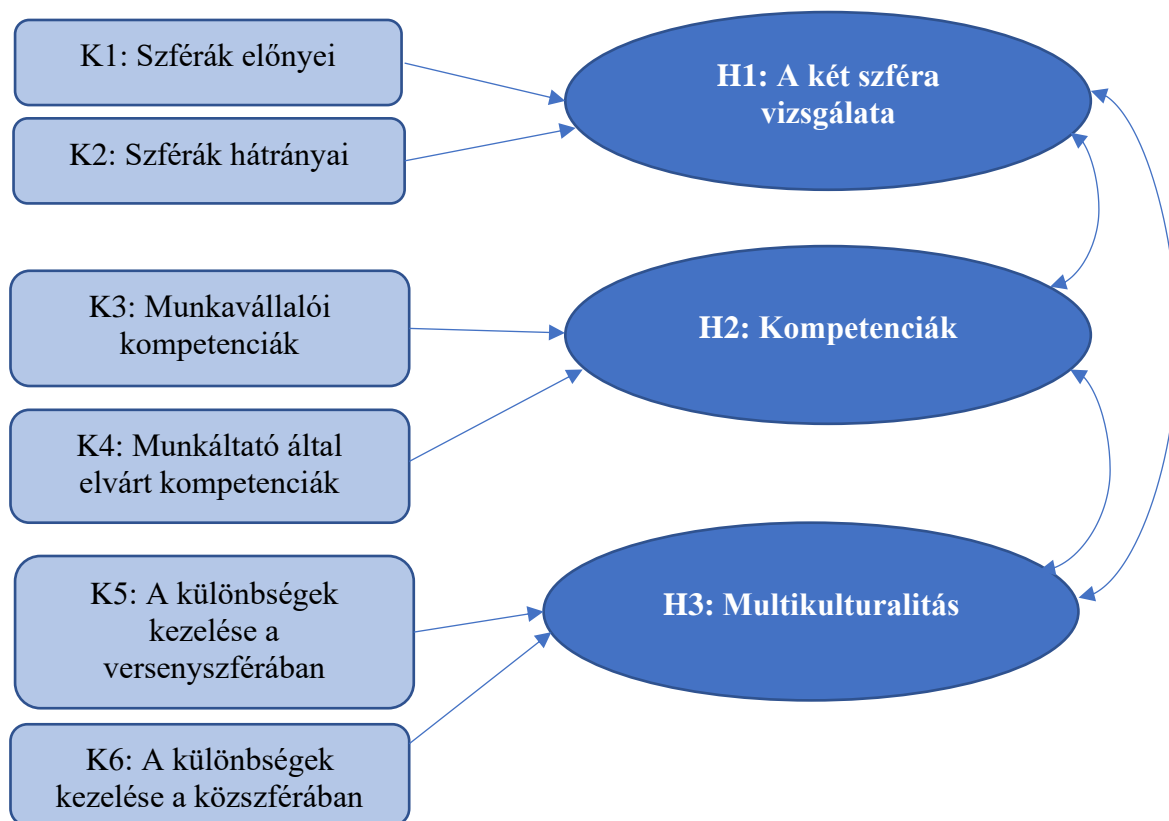 K1: Szférák előnyei
H1: A két szféra
vizsgálata
K2: Szférák hátrányai
K3: Munkavállalói
kompetenciák
H2: Kompetenciák
K4: Munkáltató által
elvárt kompetenciák
K5: A különbségek
kezelése a
versenyszférában
H3: Multikulturalitás
K6: A különbségek
kezelése a közszférában